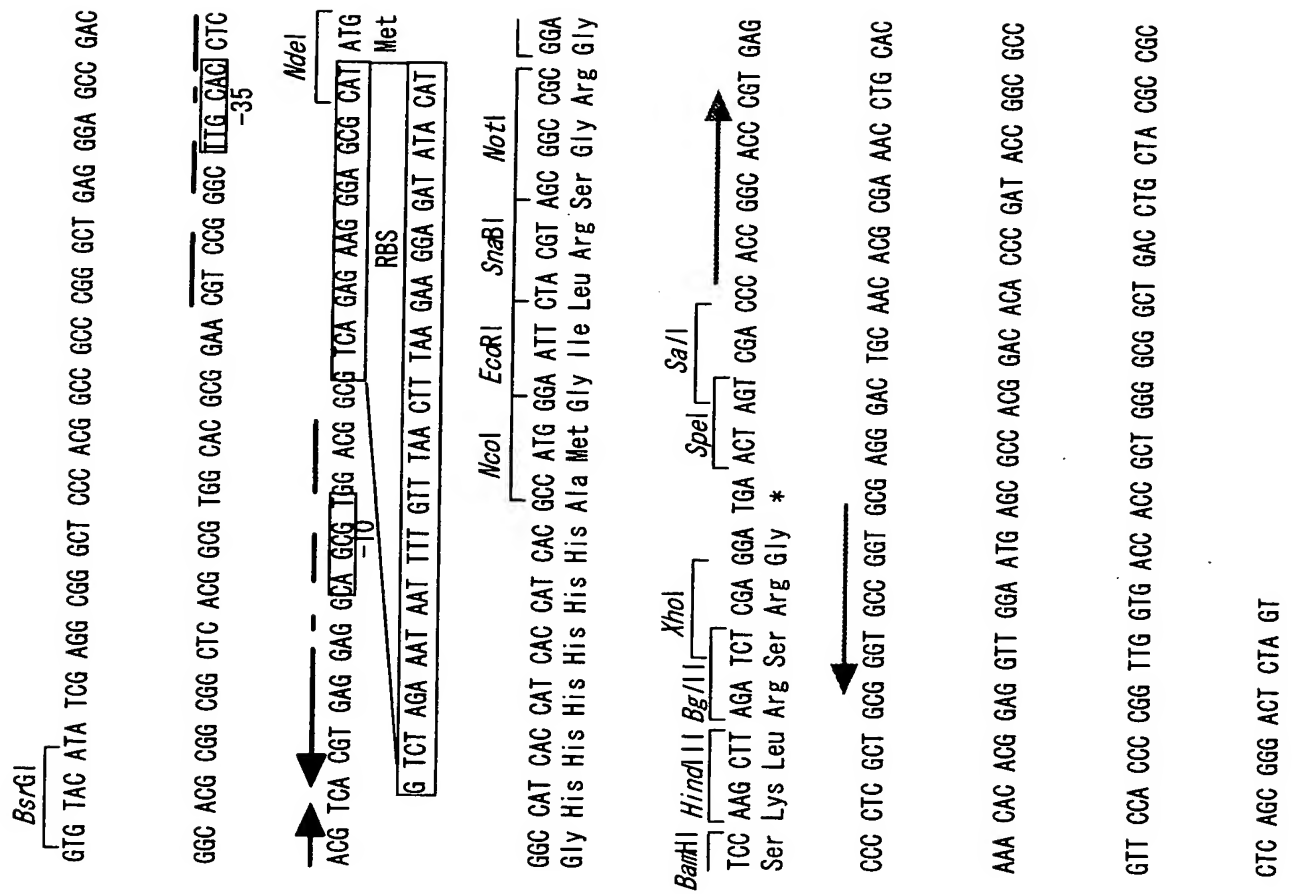 BsrGI
GTG TAC ATA TCG AGG CGG GCT CCC ACG GCC GCC CGG GCT GAG GGA GCC GAC
GGC ACG CGG CGG CTC ACG GCG TGG CAC GCG GAA CGT CCG GGC TTG CAC CTC
-35
NdeI
ACG TCA CGT GAG GAG GCA GCG TGG ACG GCG TCA GAG AAG GGA GCG CAT ATG
-10
Met
RBS
G TCT AGA AAT AAT TTT GTT TAA CTT TAA GAA GGA GAT ATA CAT
NcoI EcoRI SnaBI NotI
GGC CAT CAC CAT CAC CAT CAC GCC ATG GGA ATT CTA CGT AGC GGC CGC GGA
Gly His His His His His His Ala Met Gly Ile Leu Arg Ser Gly Arg Gly
BamHI HindIII BglII XhoI SpeI SalI
TCC AAG CTT AGA TCT CGA GGA TGA ACT AGT CGA CCC ACC GGC ACC CGT GAG
Ser Lys Leu Arg Ser Arg Gly *
CCC CTC GCT GCG GGT GCC GGT GCG AGG GAC TGC AAC ACG CGA AAC CTG CAC
AAA CAC ACG GAG GTT GGA ATG AGC GCC ACG GAC ACA CCC GAT ACC GGC GCC
GTT CCA CCC CGG TTG GTG ACC ACC GCT GGG GCG GCT GAC CTG CTA CGC CGC
CTC AGC GGG ACT CTA GT